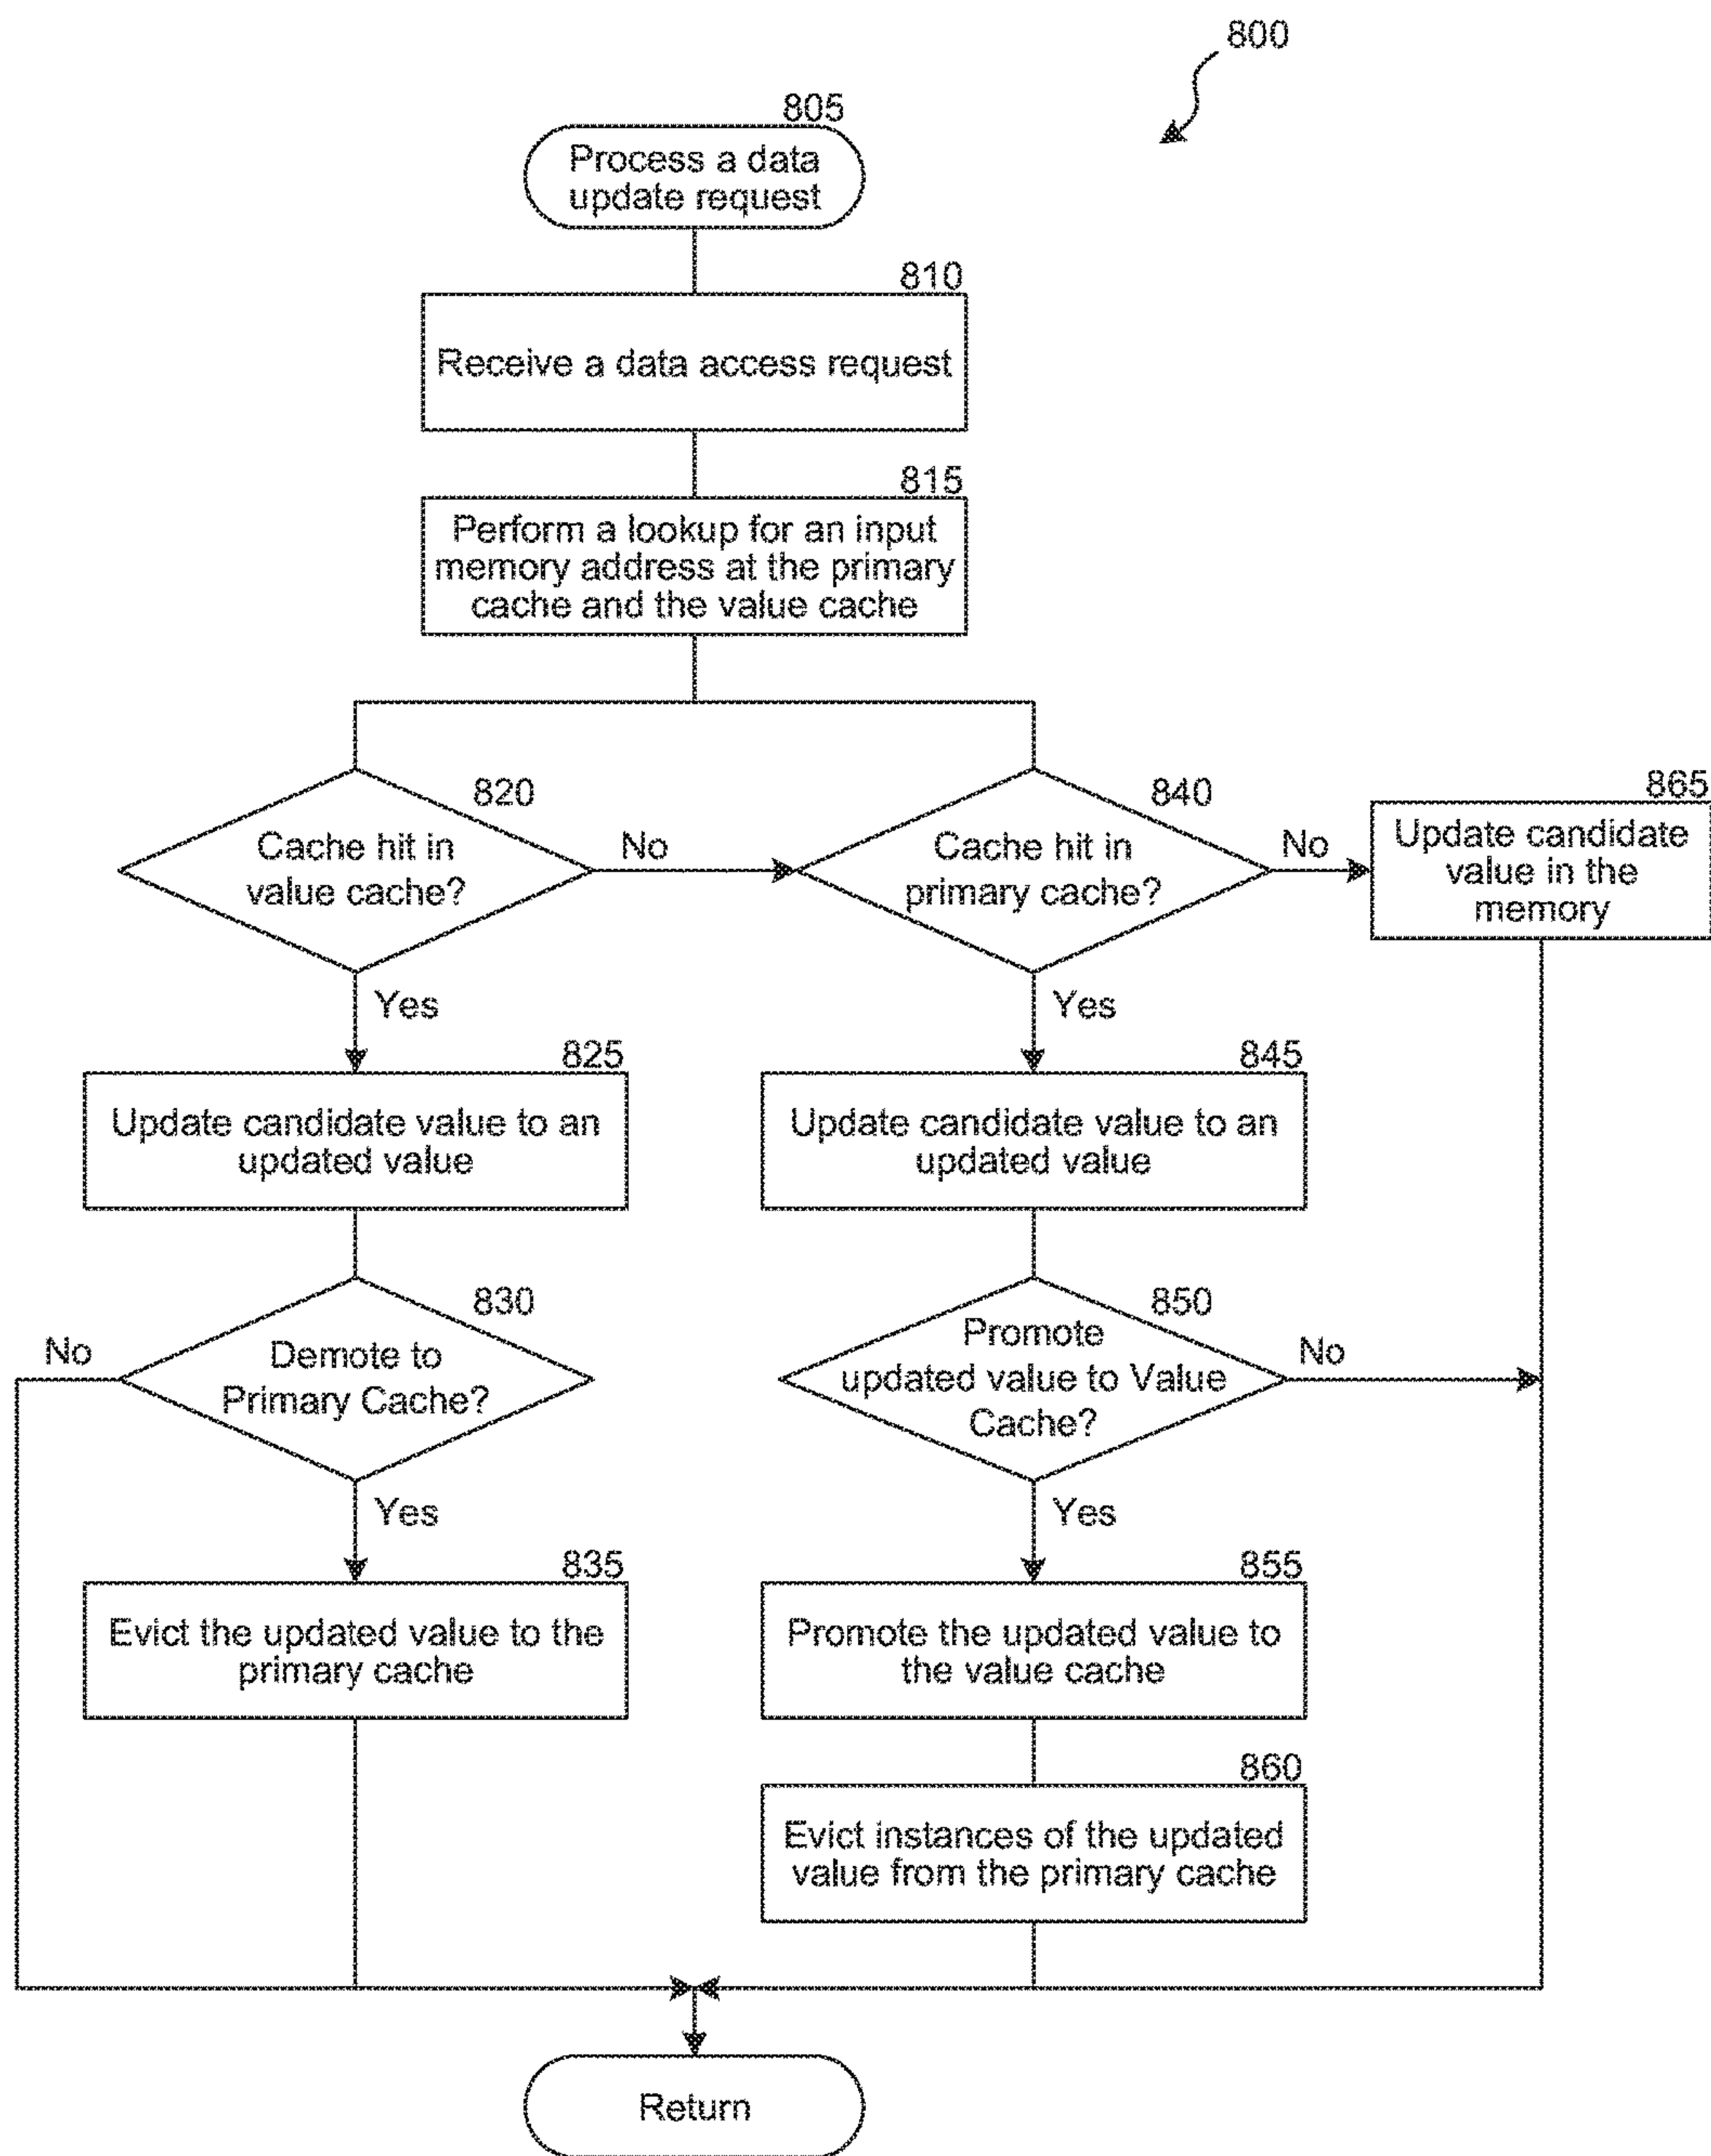 800
805
Process a data
update request
810
Receive a data access request
815
Perform a lookup for an input
memory address at the primary
cache and the value cache
820
Cache hit in
value cache?
No
840
Cache hit in
primary cache?
No
865
Update candidate
value in the
memory
Yes
Yes
825
Update candidate value to an
updated value
845
Update candidate value to an
updated value
830
Demote to
Primary Cache?
No
850
Promote
updated value to Value
Cache?
No
Yes
Yes
835
Evict the updated value to the
primary cache
855
Promote the updated value to
the value cache
860
Evict instances of the updated
value from the primary cache
Return